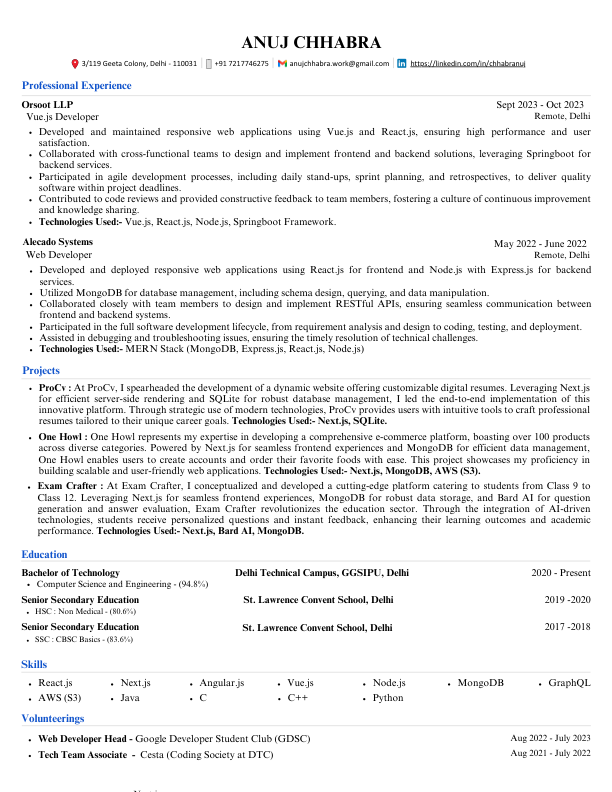 ANUJ CHHABRA
3/119 Geeta Colony, Delhi - 110031 +91 7217746275 anujchhabra.work@gmail.com https://linkedin.com/in/chhabranuj
Professional Experience
Orsoot LLP Sept 2023 - Oct 2023
Vue.js Developer Remote, Delhi
• Developed and maintained responsive web applications using Vue.js and React.js, ensuring high performance and user
satisfaction.
• Collaborated with cross-functional teams to design and implement frontend and backend solutions, leveraging Springboot for
backend services.
• Participated in agile development processes, including daily stand-ups, sprint planning, and retrospectives, to deliver quality
software within project deadlines.
• Contributed to code reviews and provided constructive feedback to team members, fostering a culture of continuous improvement
and knowledge sharing.
• Technologies Used:- Vue.js, React.js, Node.js, Springboot Framework.
Alecado Systems May 2022 - June 2022
Web Developer Remote, Delhi
• Developed and deployed responsive web applications using React.js for frontend and Node.js with Express.js for backend
services.
• Utilized MongoDB for database management, including schema design, querying, and data manipulation.
• Collaborated closely with team members to design and implement RESTful APIs, ensuring seamless communication between
frontend and backend systems.
• Participated in the full software development lifecycle, from requirement analysis and design to coding, testing, and deployment.
• Assisted in debugging and troubleshooting issues, ensuring the timely resolution of technical challenges.
• Technologies Used:- MERN Stack (MongoDB, Express.js, React.js, Node.js)
Projects
• ProCv : At ProCv, I spearheaded the development of a dynamic website offering customizable digital resumes. Leveraging Next.js
for efficient server-side rendering and SQLite for robust database management, I led the end-to-end implementation of this
innovative platform. Through strategic use of modern technologies, ProCv provides users with intuitive tools to craft professional
resumes tailored to their unique career goals. Technologies Used:- Next.js, SQLite.
• One Howl : One Howl represents my expertise in developing a comprehensive e-commerce platform, boasting over 100 products
across diverse categories. Powered by Next.js for seamless frontend experiences and MongoDB for efficient data management,
One Howl enables users to create accounts and order their favorite foods with ease. This project showcases my proficiency in
building scalable and user-friendly web applications. Technologies Used:- Next.js, MongoDB, AWS (S3).
• Exam Crafter : At Exam Crafter, I conceptualized and developed a cutting-edge platform catering to students from Class 9 to
Class 12. Leveraging Next.js for seamless frontend experiences, MongoDB for robust data storage, and Bard AI for question
generation and answer evaluation, Exam Crafter revolutionizes the education sector. Through the integration of AI-driven
technologies, students receive personalized questions and instant feedback, enhancing their learning outcomes and academic
performance. Technologies Used:- Next.js, Bard AI, MongoDB.
Education
Bachelor of Technology Delhi Technical Campus, GGSIPU, Delhi 2020 - Present
• Computer Science and Engineering - (94.8%)
Senior Secondary Education St. Lawrence Convent School, Delhi 2019 -2020
• HSC : Non Medical - (80.6%)
Senior Secondary Education St. Lawrence Convent School, Delhi 2017 -2018
• SSC : CBSC Basics - (83.6%)
Skills
• React.js • Next.js • Angular.js • Vue.js • Node.js • MongoDB • GraphQL
• AWS (S3) • Java • C • C++ • Python
Volunteerings
• Web Developer Head - Google Developer Student Club (GDSC) Aug 2022 - July 2023
• Tech Team Associate - Cesta (Coding Society at DTC) Aug 2021 - July 2022